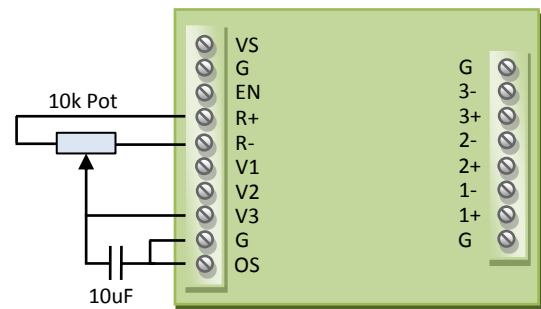 VS
G
EN
R+
R-
V1
V2
V3
G
OS
10k Pot
10uF
G
3-
3+
2-
2+
1-
1+
G